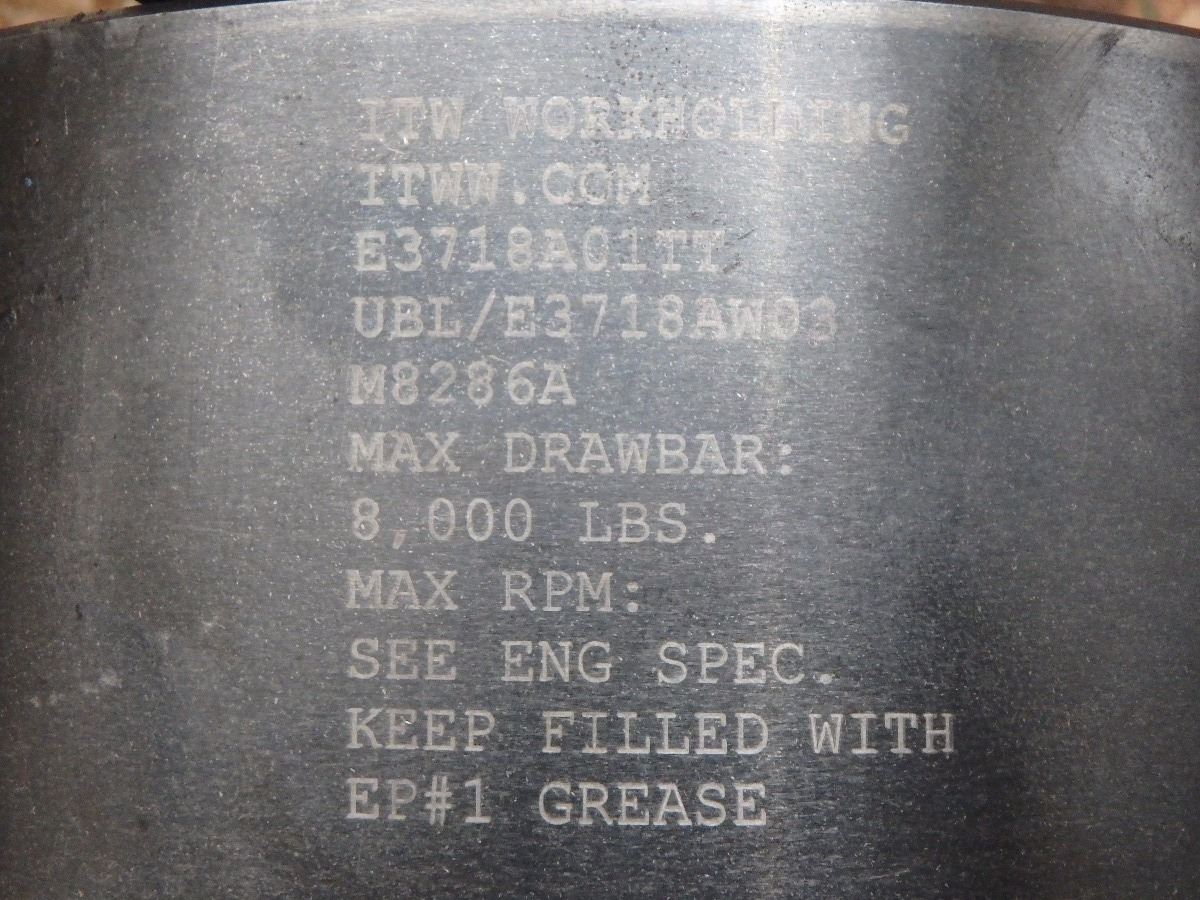 ITW WORKHOLDING
ITWW.COM
E3718A01TT
UBL/E3718AW03
M8286A
MAX DRAWBAR:
8,000 LBS.
MAX RPM:
SEE ENG SPEC.
KEEP FILLED WITH
EP#1 GREASE